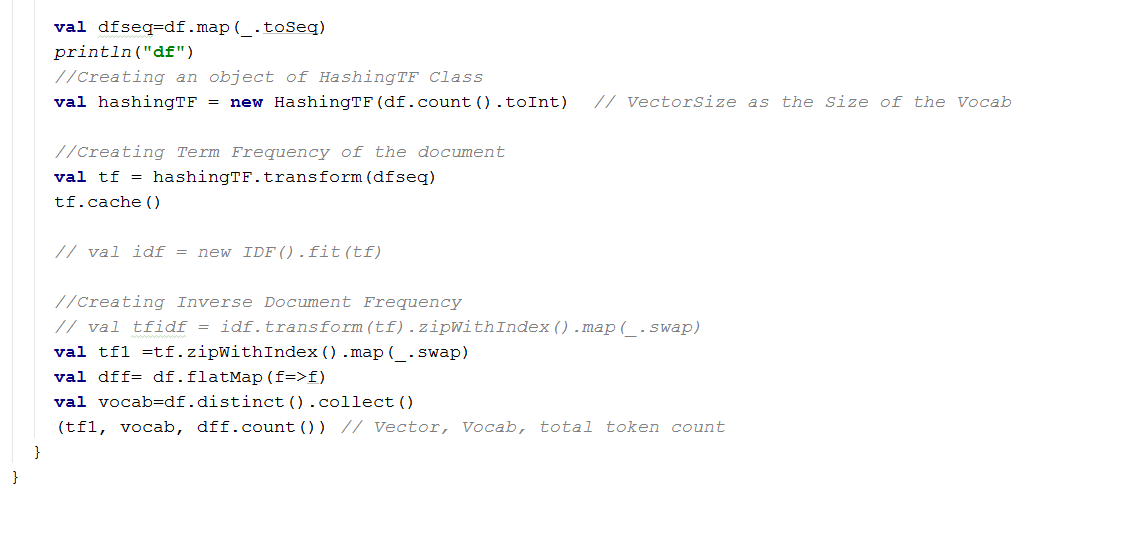 val dfseq=df.map(_.toSeq)
println("df")
//Creating an object of HashingTF Class
val hashingTF = new HashingTF(df.count().toInt)  // VectorSize as the Size of the Vocab
//Creating Term Frequency of the document
val tf = hashingTF.transform(dfseq)
tf.cache()
// val idf = new IDF().fit(tf)
//Creating Inverse Document Frequency
// val tfidf = idf.transform(tf).zipWithIndex().map(_.swap)
val tf1 =tf.zipWithIndex().map(_.swap)
val dff= df.flatMap(f=>f)
val vocab=df.distinct().collect()
(tf1, vocab, dff.count()) // Vector, Vocab, total token count
}
}